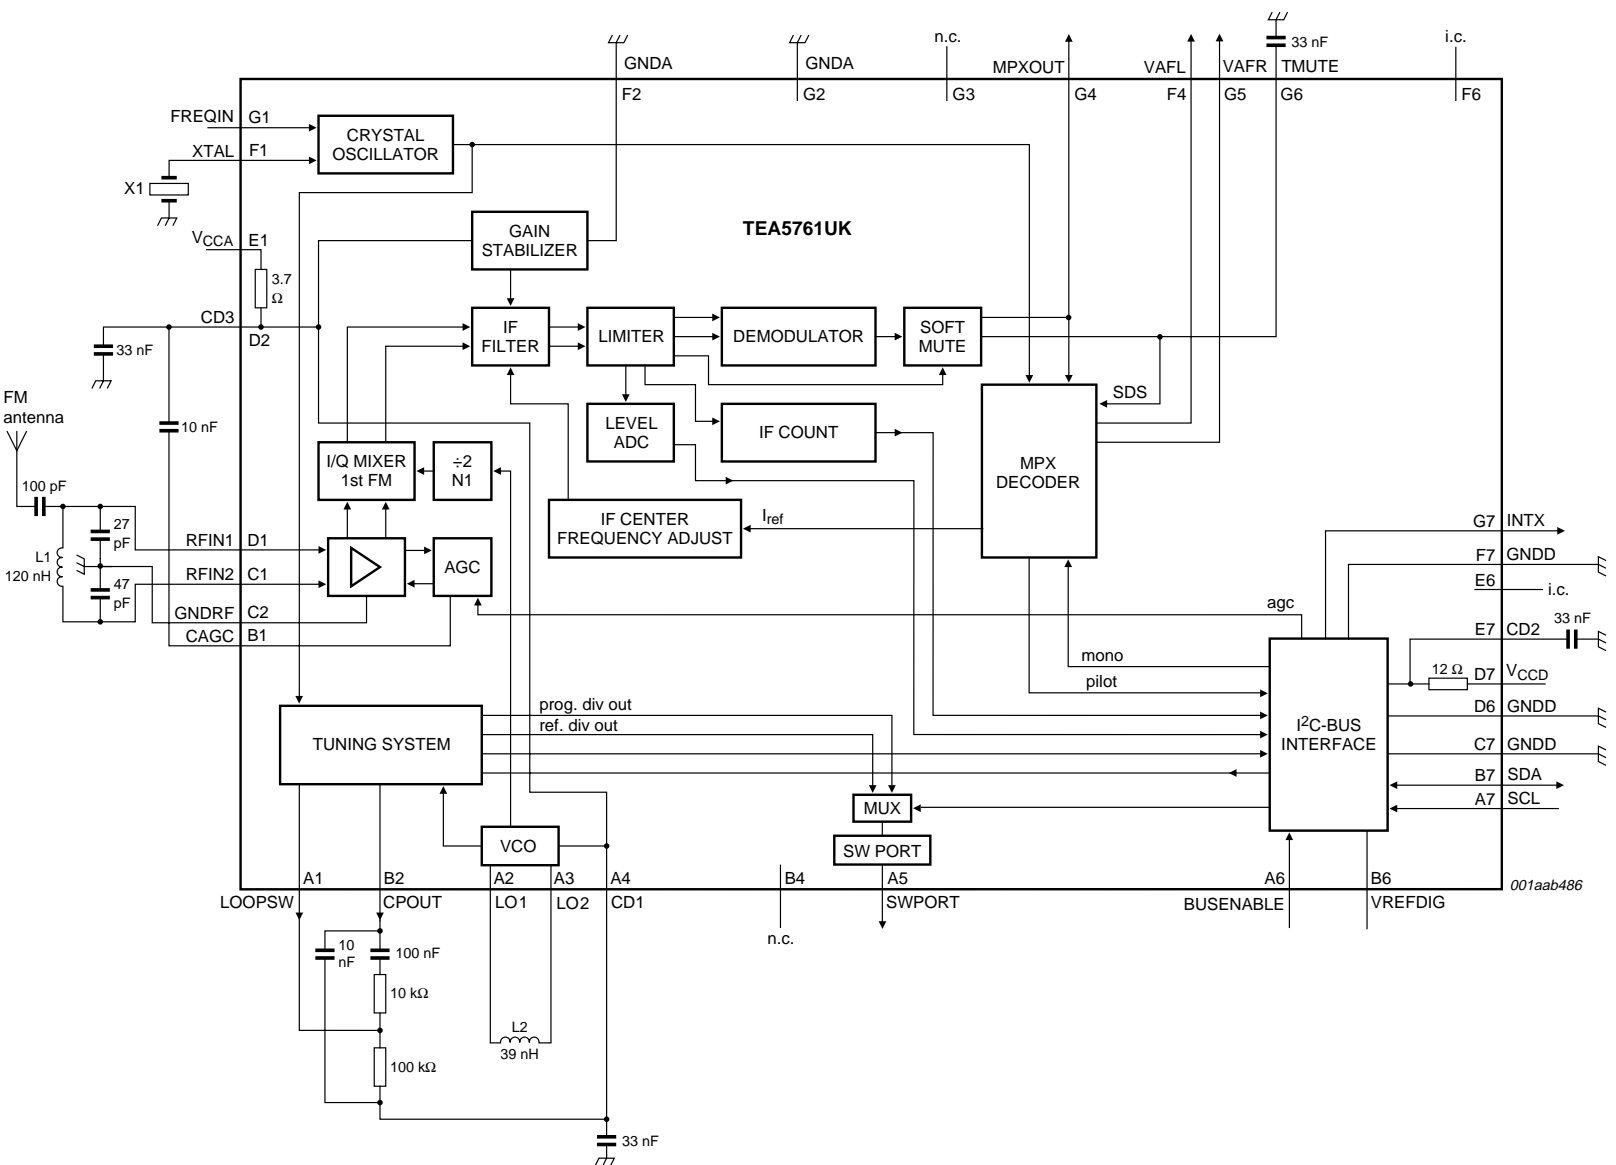 n.c.
i.c.
33 nF
GNDA
GNDA
MPXOUT
VAFL
VAFR
TMUTE
F2
G2
G3
G4
F4
G5
G6
F6
FREQIN
G1
XTAL
F1
X1
CRYSTAL
OSCILLATOR
VCCA
E1
3.7
Ω
CD3
D2
33 nF
10 nF
GAIN
STABILIZER
TEA5761UK
IF
FILTER
LIMITER
DEMODULATOR
SOFT
MUTE
SDS
LEVEL
ADC
IF COUNT
MPX
DECODER
I/Q MIXER
1st FM
÷2
N1
IF CENTER
FREQUENCY ADJUST
Iref
FM
antenna
100 pF
27
pF
L1
120 nH
47
pF
RFIN1
D1
RFIN2
C1
GNDRF
C2
CAGC
B1
AGC
agc
mono
pilot
G7
INTX
F7
GNDD
E6
i.c.
E7
CD2
33 nF
12 Ω
D7
VCCD
D6
GNDD
C7
GNDD
B7
SDA
A7
SCL
I2C-BUS
INTERFACE
prog. div out
ref. div out
TUNING SYSTEM
MUX
SW PORT
VCO
A1
B2
A2
A3
A4
B4
A5
A6
B6
001aab486
LOOPSW
CPOUT
LO1
LO2
CD1
n.c.
SWPORT
BUSENABLE
VREFDIG
10
nF
100 nF
10 kΩ
100 kΩ
L2
39 nH
33 nF